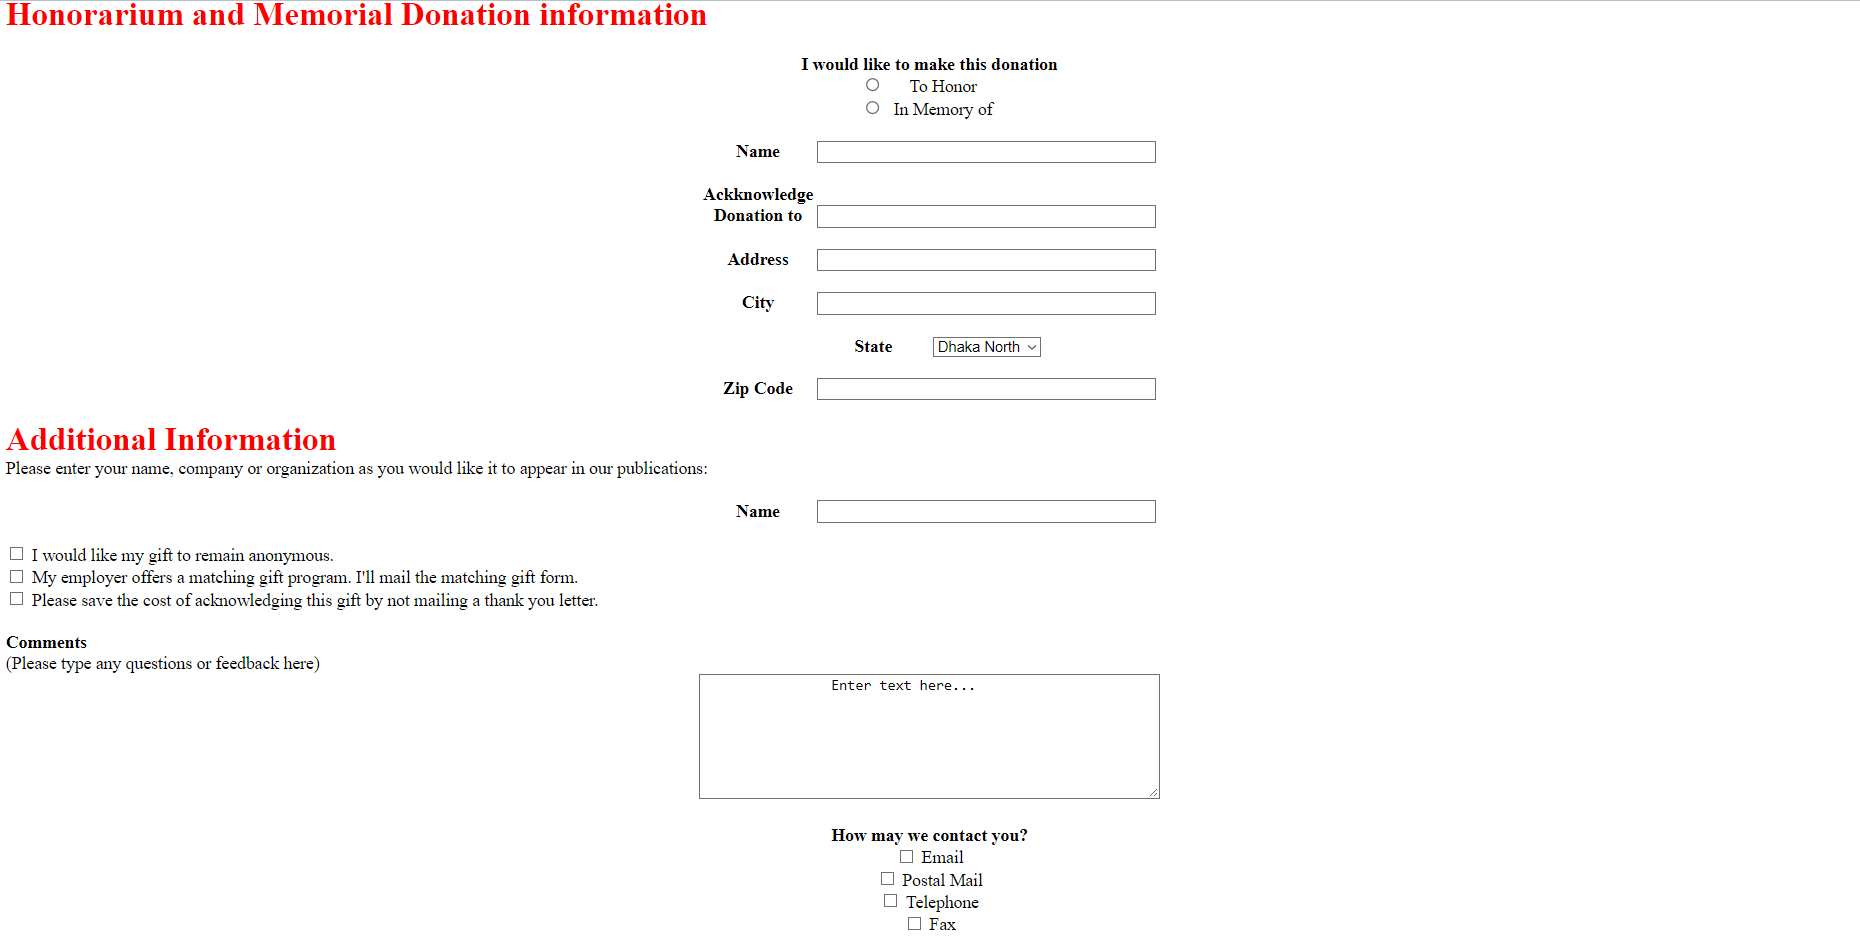 Honorarium and Memorial Donation information
I would like to make this donation
To Honor
In Memory of
Name
Ackknowledge
Donation to
Address
City
State Dhaka North
Zip Code
Additional Information
Please enter your name, company or organization as you would like it to appear in our publications:
Name
I would like my gift to remain anonymous.
My employer offers a matching gift program. I'll mail the matching gift form.
Please save the cost of acknowledging this gift by not mailing a thank you letter.
Comments
(Please type any questions or feedback here)
Enter text here...
How may we contact you?
Email
Postal Mail
Telephone
Fax